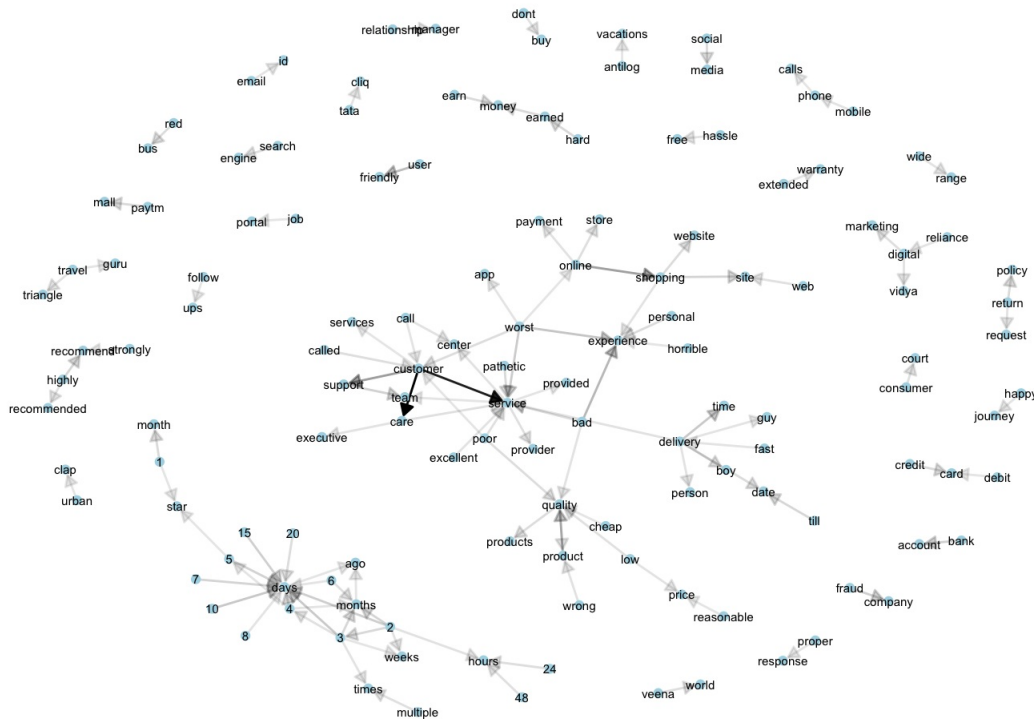 dont
relationship manager
buy
vacations
social
antilog
media
id
email
cliq
tata
calls
phone
mobile
earn
money
earned
hard
red
bus
search
engine
free
hassle
user
friendly
wide
range
warranty
extended
mall
paytm
portal
job
payment
store
website
marketing
reliance
digital
vidya
travel
guru
triangle
follow
ups
online
app
shopping
site
web
policy
return
request
services
call
worst
personal
called
center
experience
horrible
recommend
strongly
highly
recommended
customer
pathetic
support
team
provided
service
care
court
consumer
happy
journey
month
executive
poor
provider
excellent
bad
time
guy
delivery
fast
boy
person
date
till
credit
card
debit
clap
urban
1
star
quality
products
cheap
product
low
wrong
price
reasonable
account
bank
15
20
5
7
days
ago
6
10
4
months
8
3
2
weeks
hours
24
48
times
multiple
fraud
company
proper
response
veena
world